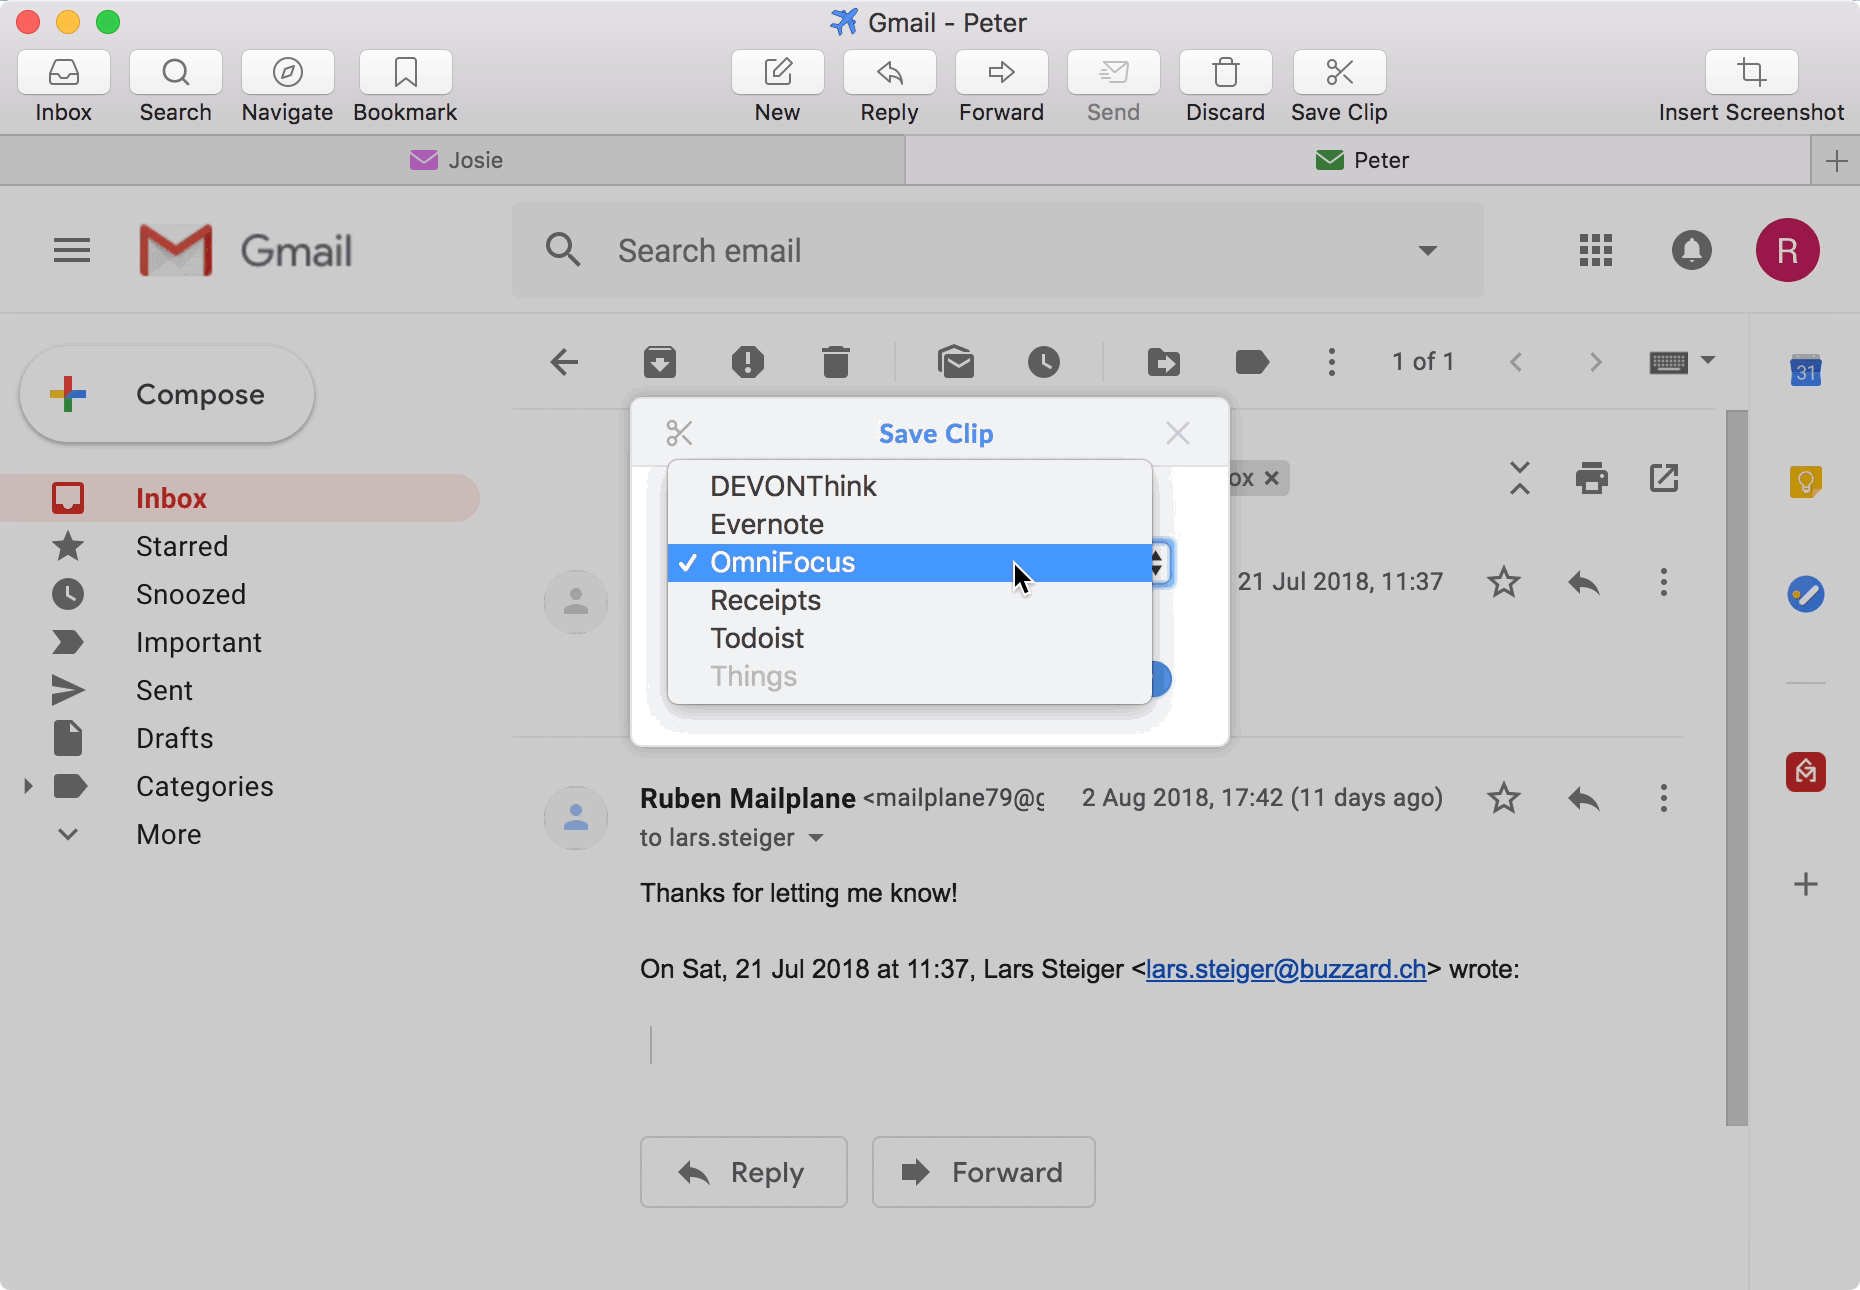 Gmail - Peter
Inbox
Search
Navigate
Bookmark
New
Reply
Forward
Send
Discard
Save Clip
Insert Screenshot
Josie
Peter
Gmail
Search email
R
Compose
1 of 1
31
Inbox
Starred
Snoozed
Important
Sent
Drafts
Categories
More
Save Clip
DEVONThink
Evernote
OmniFocus
Receipts
Todoist
Things
ox
21 Jul 2018, 11:37
Ruben Mailplane <mailplane79@g 2 Aug 2018, 17:42 (11 days ago)
to lars.steiger
Thanks for letting me know!
On Sat, 21 Jul 2018 at 11:37, Lars Steiger <lars.steiger@buzzard.ch> wrote:
Reply
Forward